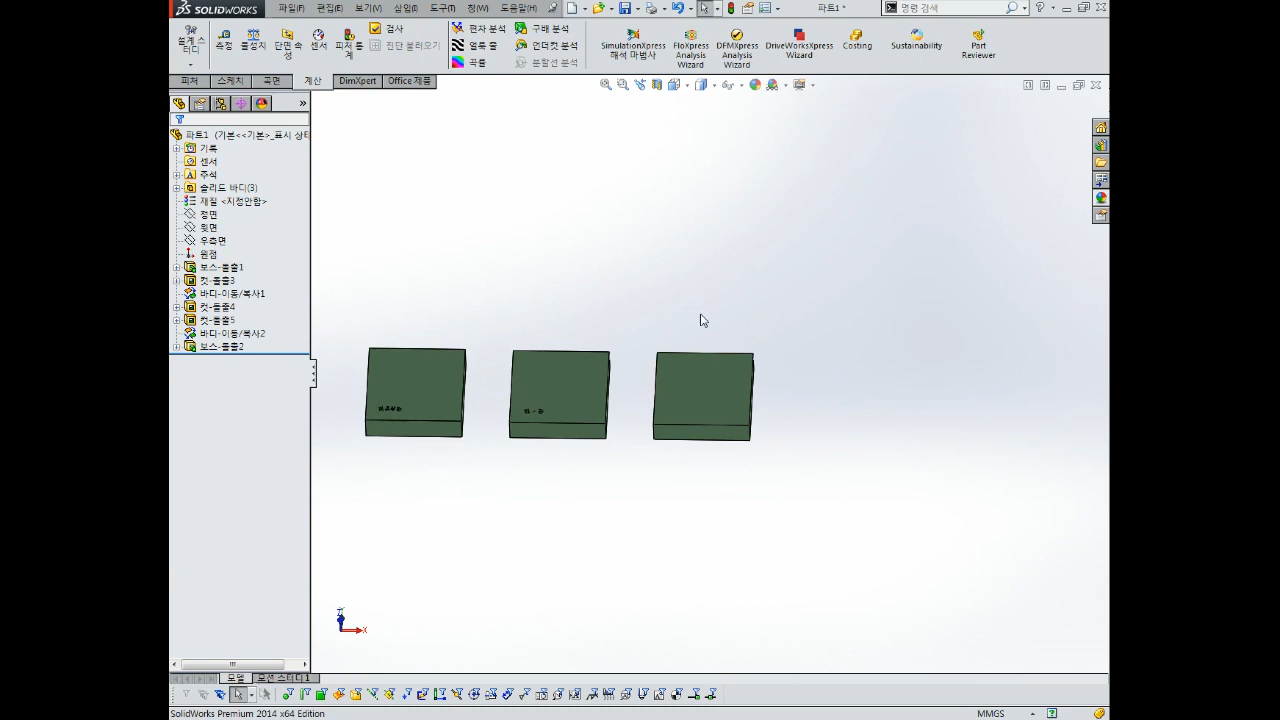 SOLIDWORKS 파일(F) 편집(E) 보기(V) 삽입(I) 도구(T) 창(W) 도움말(H) 파트1 * 명령 검색
설계 스터디 측정 물성치 단면 속성 센서 피처 통계 검사 진단 불러오기 편차 분석 얼룩 줄 곡률 구배 분석 언더컷 분석 분할선 분석 SimulationXpress 해석 마법사 FloXpress Analysis Wizard DFMXpress Analysis Wizard DriveWorksXpress Wizard Costing Sustainability Part Reviewer
피처 스케치 곡면 계산 DimXpert Office 제품
파트1 (기본<<기본>_표시 상태
기록
센서
주석
솔리드 바디(3)
재질 <지정안함>
정면
윗면
우측면
원점
보스-돌출1
컷-돌출3
바디-이동/복사1
컷-돌출4
컷-돌출5
바디-이동/복사2
보스-돌출2
Z
X
모델 모션 스터디 1
SolidWorks Premium 2014 x64 Edition MMGS